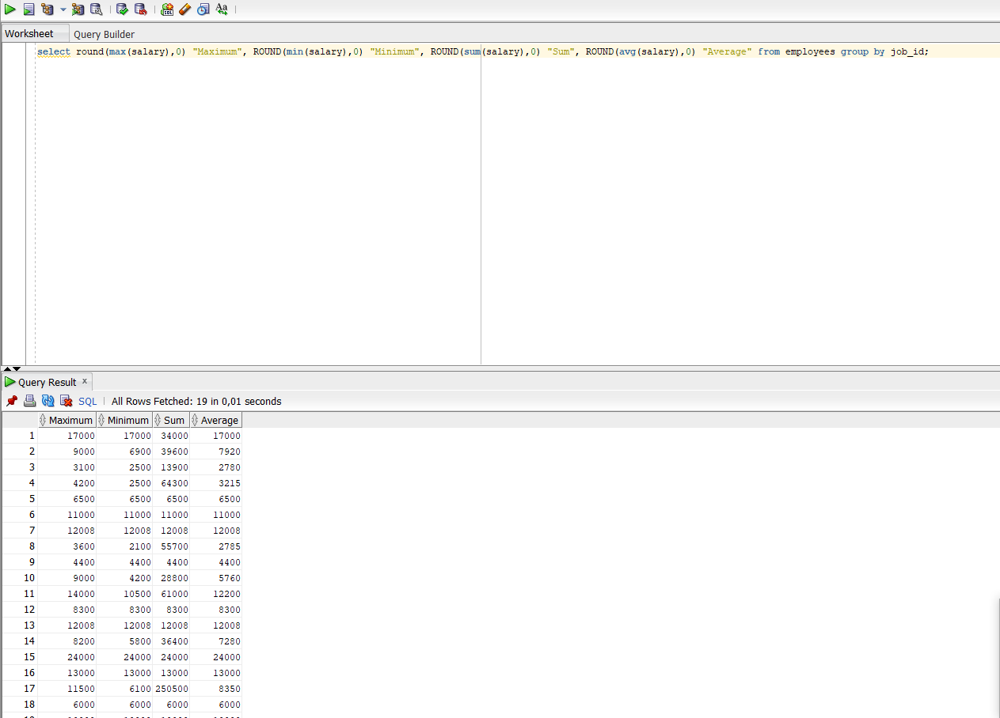 SQL Aa
Worksheet Query Builder
select round(max(salary),0) "Maximum", ROUND(min(salary),0) "Minimum", ROUND(sum(salary),0) "Sum", ROUND(avg(salary),0) "Average" from employees group by job_id;
Query Result x
SQL All Rows Fetched: 19 in 0,01 seconds
Maximum Minimum Sum Average
1 17000 17000 34000 17000
2 9000 6900 39600 7920
3 3100 2500 13900 2780
4 4200 2500 64300 3215
5 6500 6500 6500 6500
6 11000 11000 11000 11000
7 12008 12008 12008 12008
8 3600 2100 55700 2785
9 4400 4400 4400 4400
10 9000 4200 28800 5760
11 14000 10500 61000 12200
12 8300 8300 8300 8300
13 12008 12008 12008 12008
14 8200 5800 36400 7280
15 24000 24000 24000 24000
16 13000 13000 13000 13000
17 11500 6100 250500 8350
18 6000 6000 6000 6000